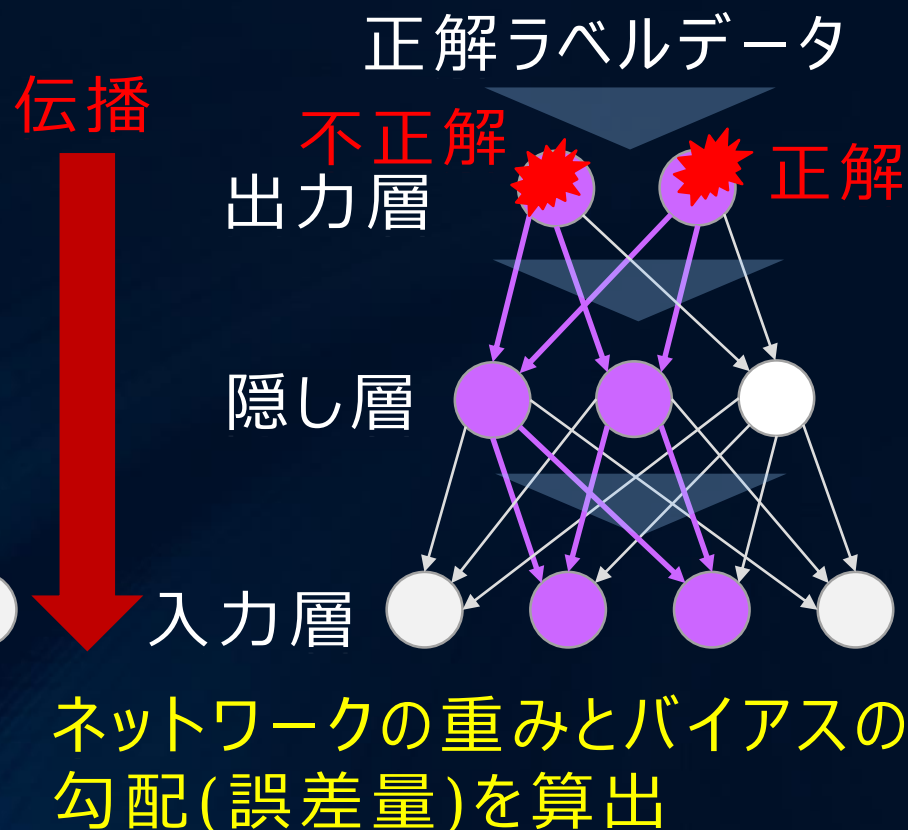 正解ラベルデータ
伝播
不正解
正解
出力層
隠し層
入力層
ネットワークの重みとバイアスの
勾配(誤差量)を算出